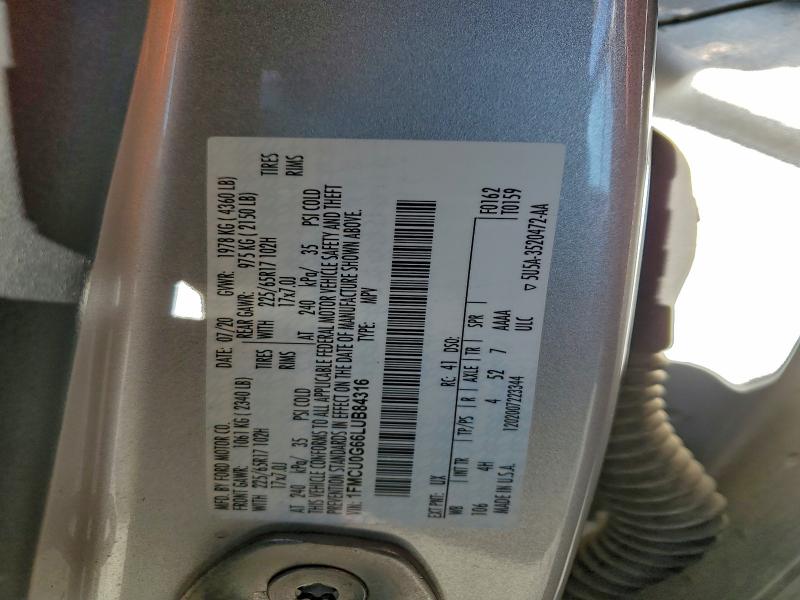 MFD. BY FORD MOTOR CO.
DATE: 07/20 GVWR: 1978 KG ( 4360 LB)
FRONT GAWR: 1061 KG ( 2340 LB) REAR GAWR: 975 KG ( 2150 LB)
WITH 225/65R17 102H TIRES WITH 225/65R17 102H TIRES
17x7.0J RIMS 17x7.0J RIMS
AT 240 kPa/ 35 PSI COLD AT 240 kPa/ 35 PSI COLD
THIS VEHICLE CONFORMS TO ALL APPLICABLE FEDERAL MOTOR VEHICLE SAFETY AND THEFT
PREVENTION STANDARDS IN EFFECT ON THE DATE OF MANUFACTURE SHOWN ABOVE.
VIN: 1FMCU0G66LUB84316 TYPE: MPV
EXT PNT: UX RC: 41 DSO: F0162
WB INT TR TP/PS R AXLE TR SPR T0159
106 4H 4 52 7 AAAA
MADE IN U.S.A. 1202007223344 ULC ▽ 5U5A-3520472-AA